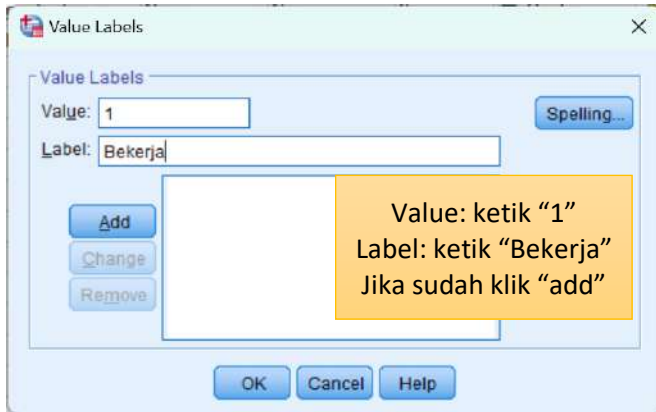 Value Labels
Value Labels
Value: 1
Spelling...
Label: Bekerja
Add
Change
Remove
Value: ketik “1”
Label: ketik “Bekerja”
Jika sudah klik “add”
OK Cancel Help